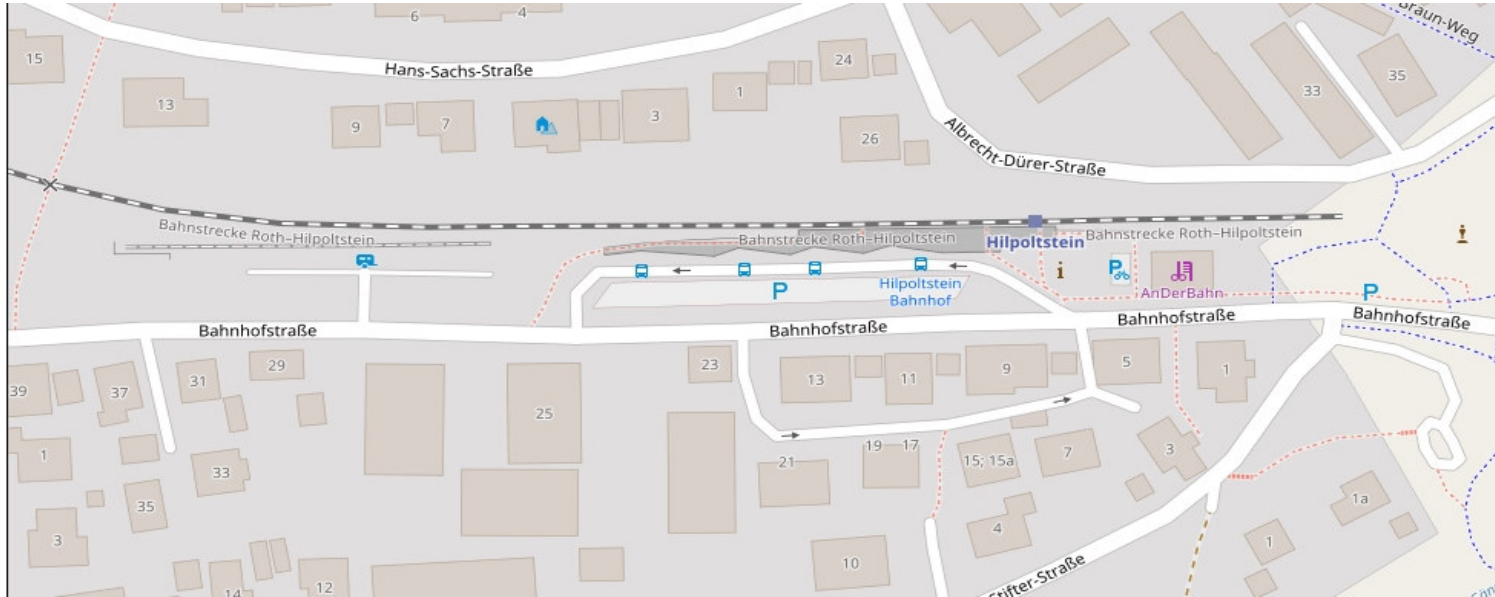 6
4
Braun-Weg
15
24
Hans-Sachs-Straße
35
13
1
33
9
7
3
26
Albrecht-Dürer-Straße
Bahnstrecke Roth–Hilpoltstein
Bahnstrecke Roth–Hilpoltstein
Hilpoltstein
Bahnstrecke Roth–Hilpoltstein
i
P
P
Hilpoltstein
Bahnhof
AnDerBahn
P
Bahnhofstraße
Bahnhofstraße
Bahnhofstraße
Bahnhofstraße
39
37
31
29
23
13
11
9
5
1
25
1
33
21
19
17
15; 15a
7
3
35
1a
3
4
1
14
12
10
Stifter-Straße